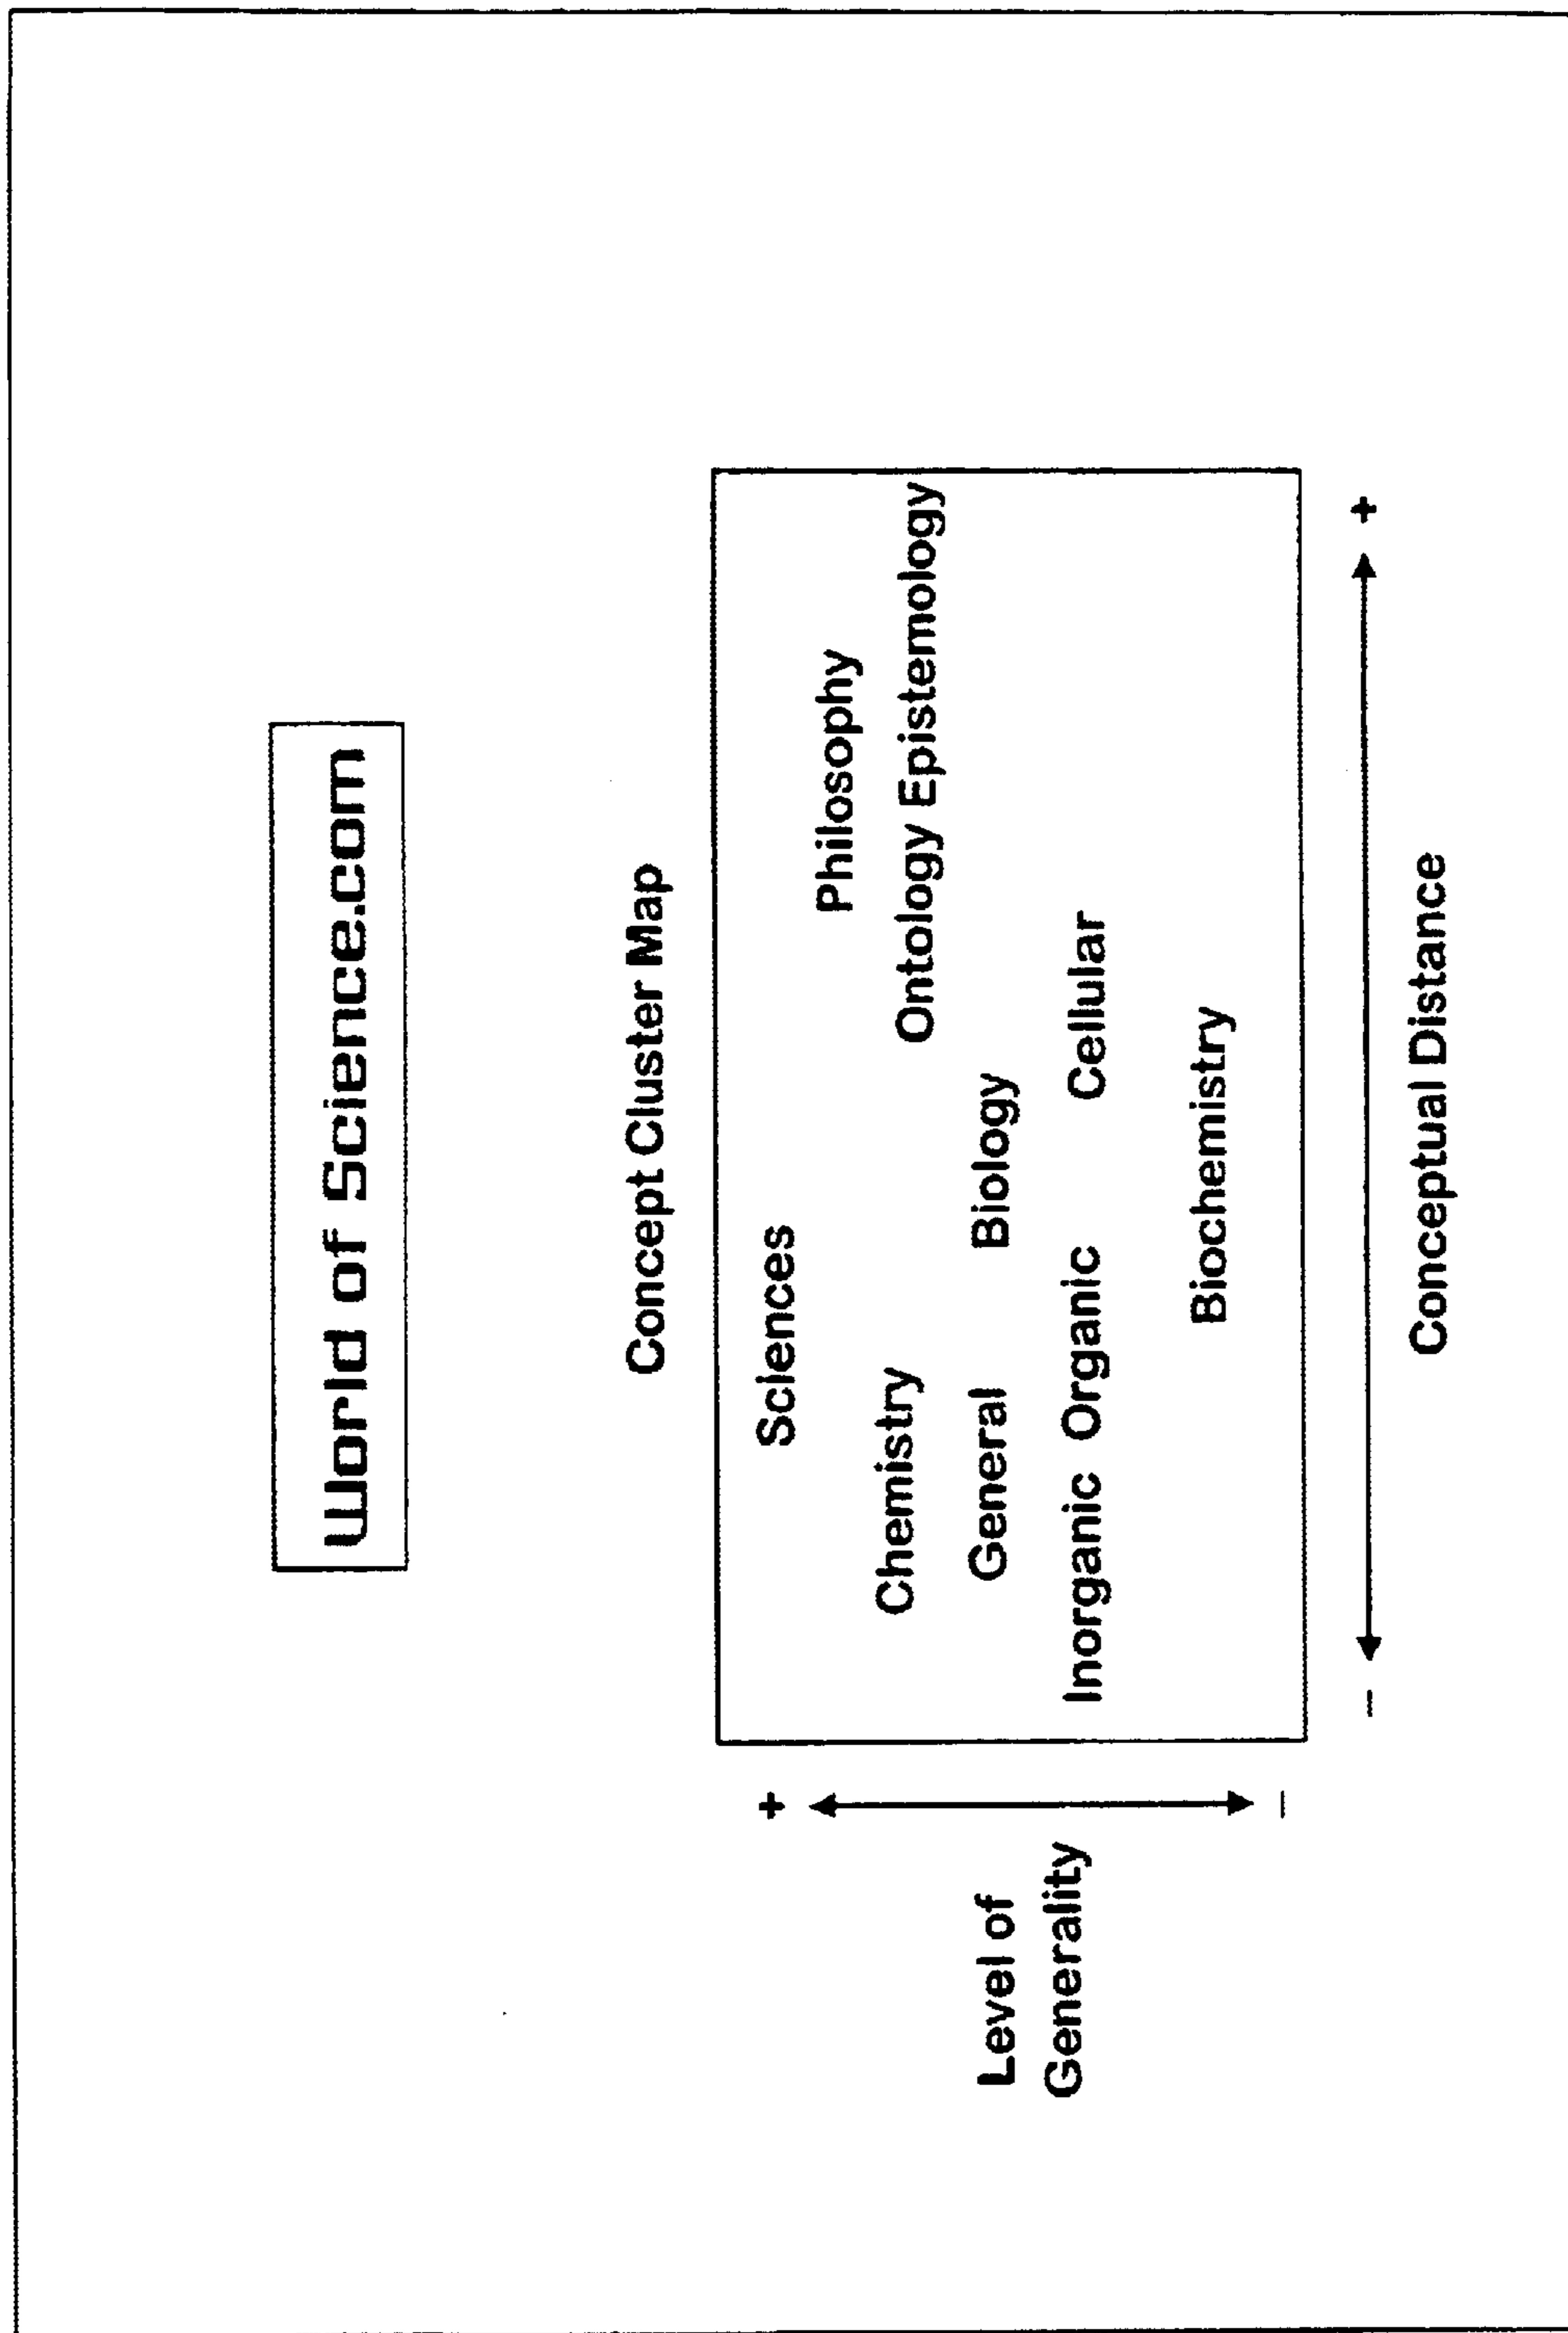 World of Science.com
Concept Cluster Map
Sciences
Philosophy
Chemistry
Ontology Epistemology
General
Biology
Inorganic Organic
Cellular
Biochemistry
Level of
Generality
+
–
– +
Conceptual Distance